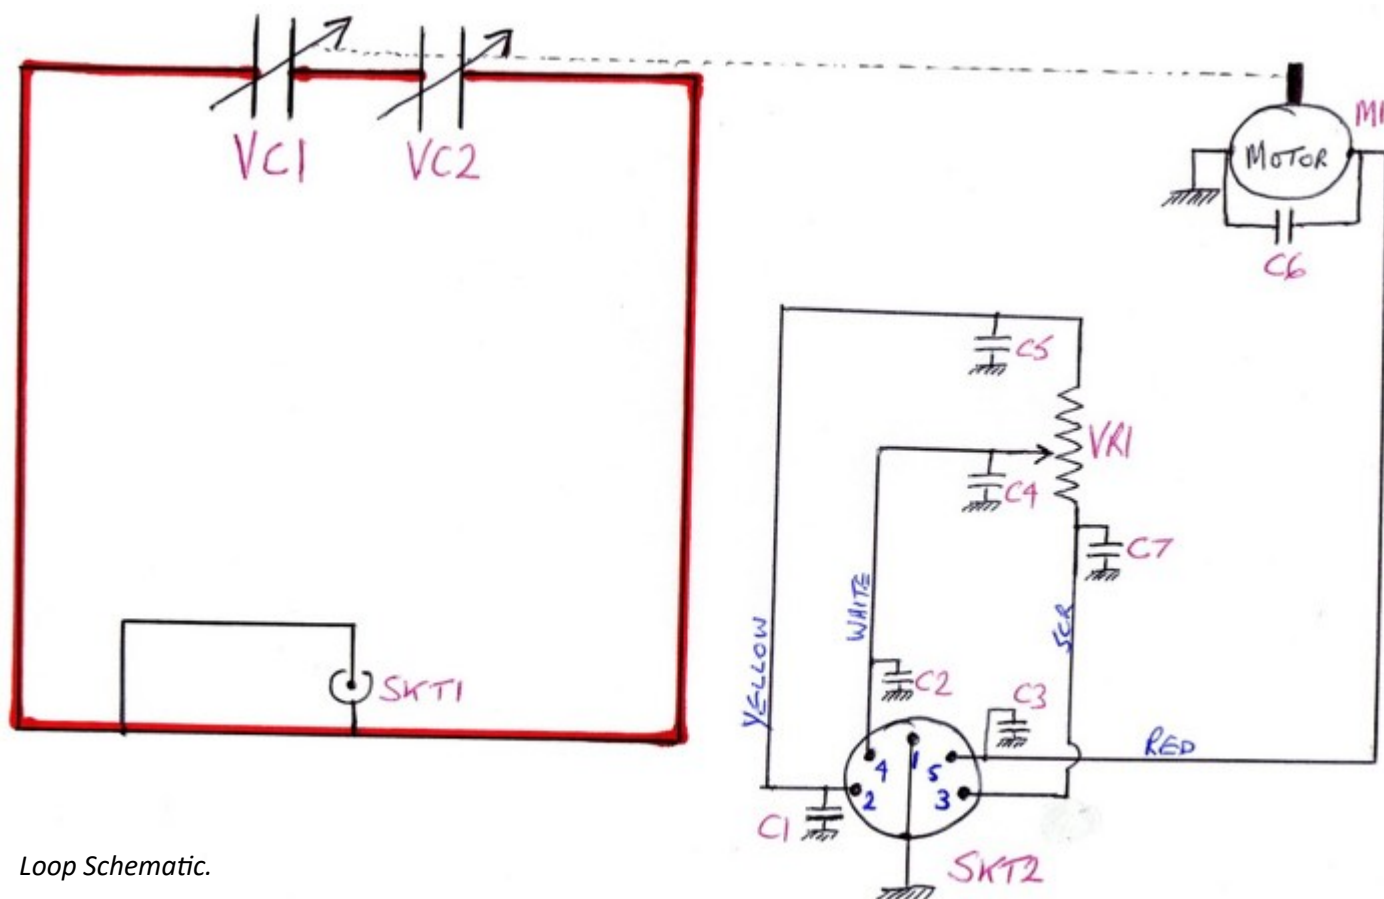 VC1 VC2
M1
MOTOR
C6
C5
VR1
C4
C7
WHITE
SCR
YELLOW
SKT1
C2
C3
RED
4 1 5
2 3
C1
SKT2
Loop Schematic.